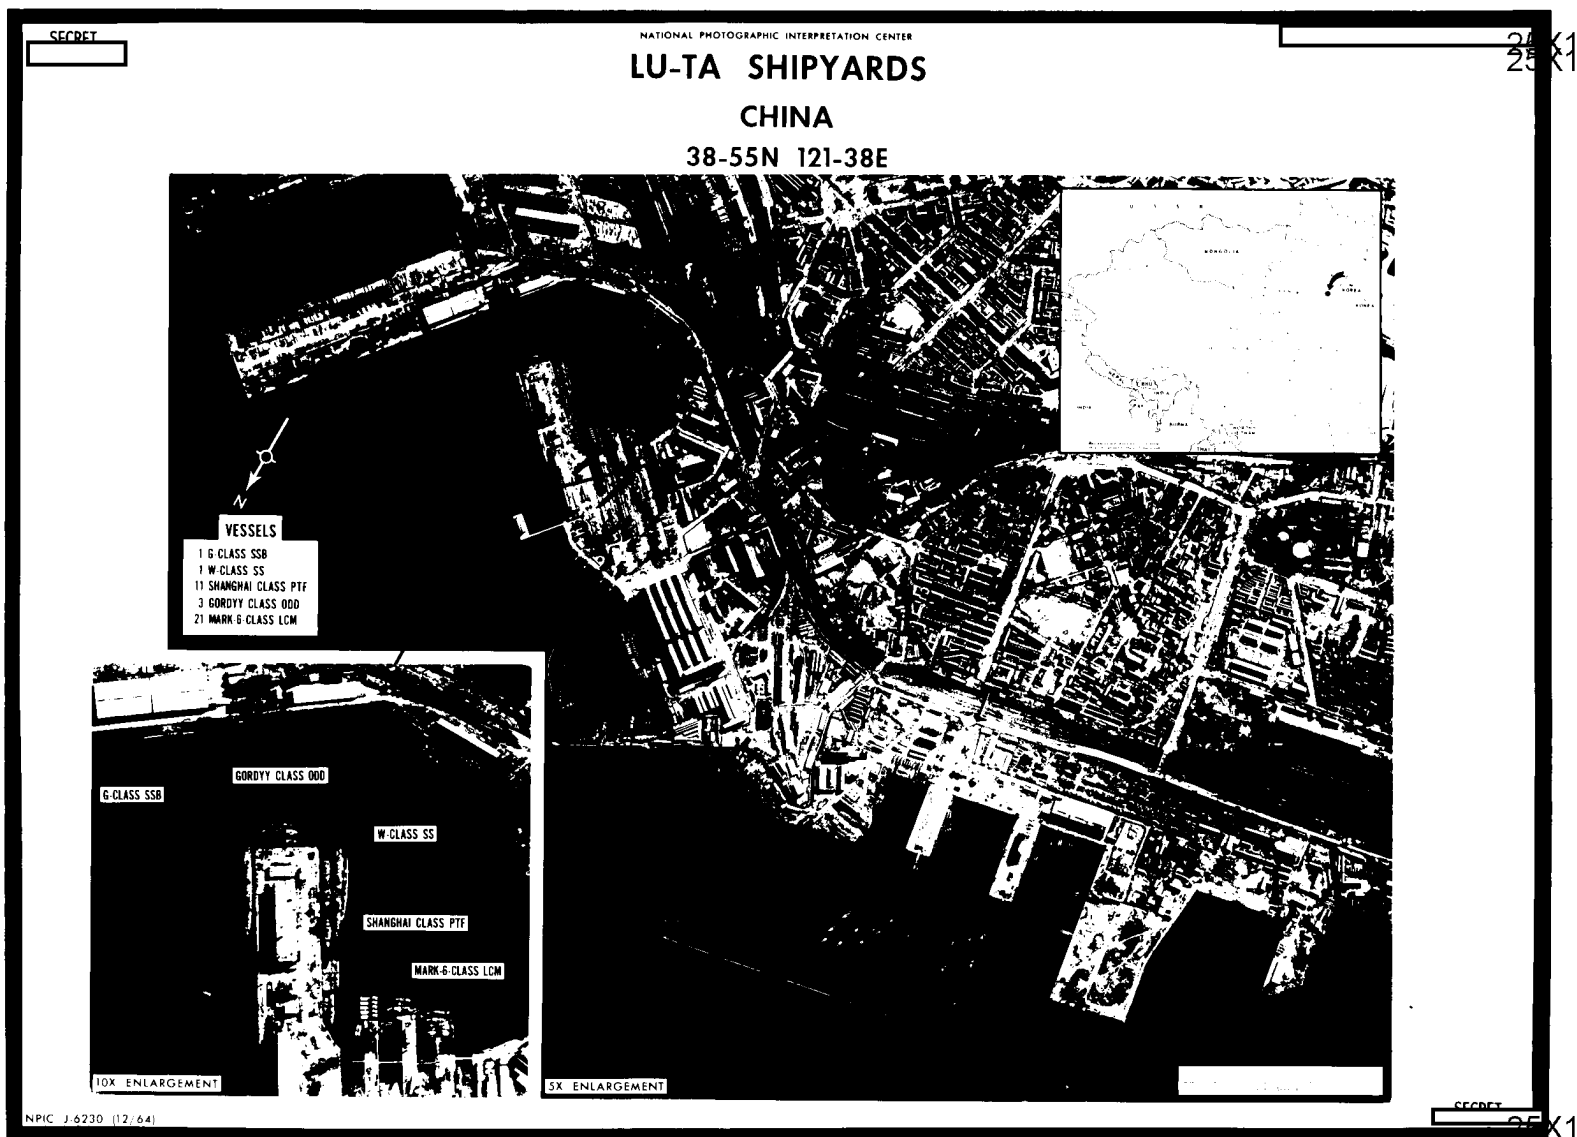 SECRET
NATIONAL PHOTOGRAPHIC INTERPRETATION CENTER
25X1
25X1
LU-TA SHIPYARDS
CHINA
38-55N 121-38E
MONGOLIA
KOREA
KOREA
INDIA
INDIA
BURMA
N
VESSELS
1 G-CLASS SSB
1 W-CLASS SS
11 SHANGHAI CLASS PTF
3 GORDYY CLASS ODD
21 MARK-6-CLASS LCM
GORDYY CLASS ODD
G-CLASS SSB
W-CLASS SS
SHANGHAI CLASS PTF
MARK-6-CLASS LCM
10X ENLARGEMENT
5X ENLARGEMENT
NPIC J-6230 (12/64)
SECRET
25X1